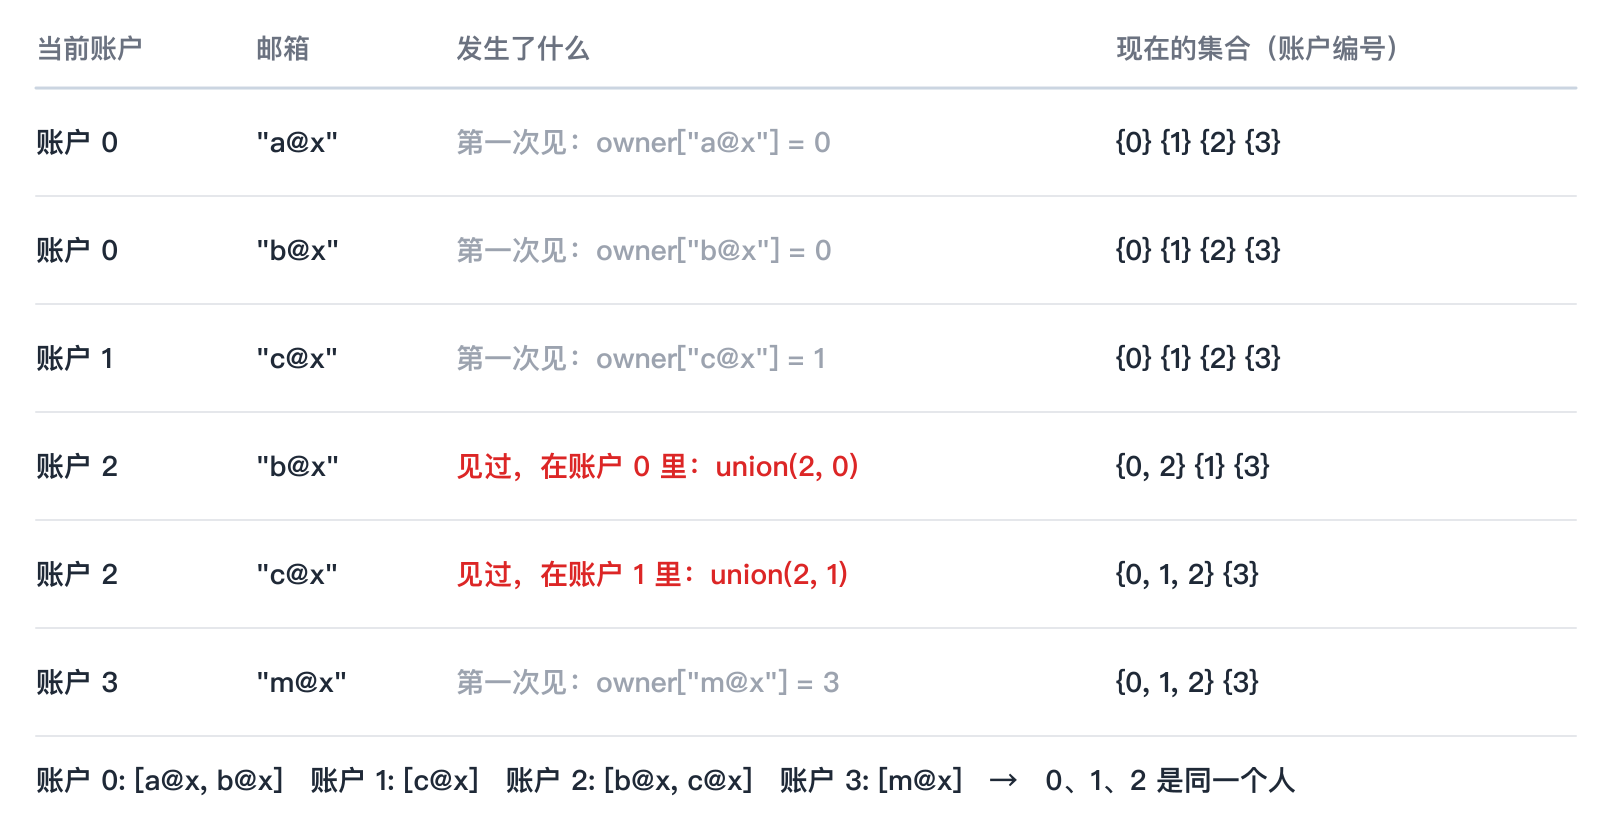 当前账户 邮箱 发生了什么 现在的集合（账户编号）
账户 0 "a@x" 第一次见：owner["a@x"] = 0 {0} {1} {2} {3}
账户 0 "b@x" 第一次见：owner["b@x"] = 0 {0} {1} {2} {3}
账户 1 "c@x" 第一次见：owner["c@x"] = 1 {0} {1} {2} {3}
账户 2 "b@x" 见过，在账户 0 里：union(2, 0) {0, 2} {1} {3}
账户 2 "c@x" 见过，在账户 1 里：union(2, 1) {0, 1, 2} {3}
账户 3 "m@x" 第一次见：owner["m@x"] = 3 {0, 1, 2} {3}
账户 0: [a@x, b@x] 账户 1: [c@x] 账户 2: [b@x, c@x] 账户 3: [m@x] → 0、1、2 是同一个人